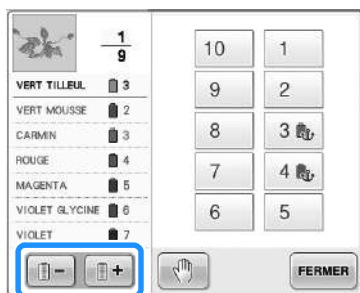 1
9
VERT TILLEUL 3
VERT MOUSSE 2
CARMIN 3
ROUGE 4
MAGENTA 5
VIOLET GLYCINE 6
VIOLET 7
10 1
9 2
8 3
7 4
6 5
- +
FERMER